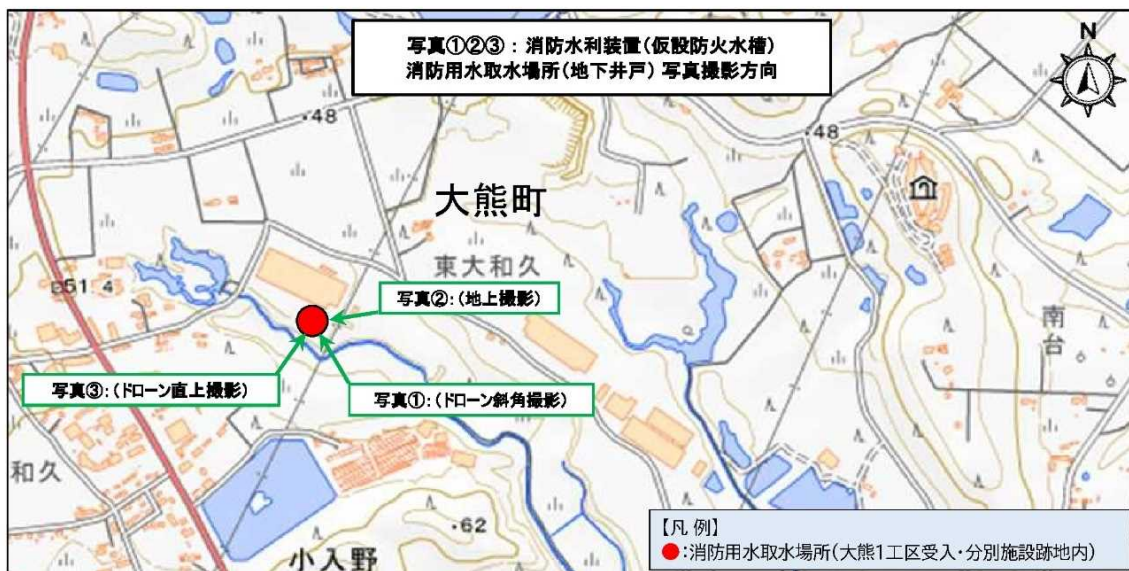 写真①②③：消防水利装置(仮設防火水槽)
消防用水取水場所(地下井戸) 写真撮影方向
N
48
48
大熊町
東大和久
51.4
写真②：(地上撮影)
南台
写真③：(ドローン直上撮影)
写真①：(ドローン斜角撮影)
和久
62
小入野
【凡 例】
●：消防用水取水場所(大熊1工区受入・分別施設跡地内)